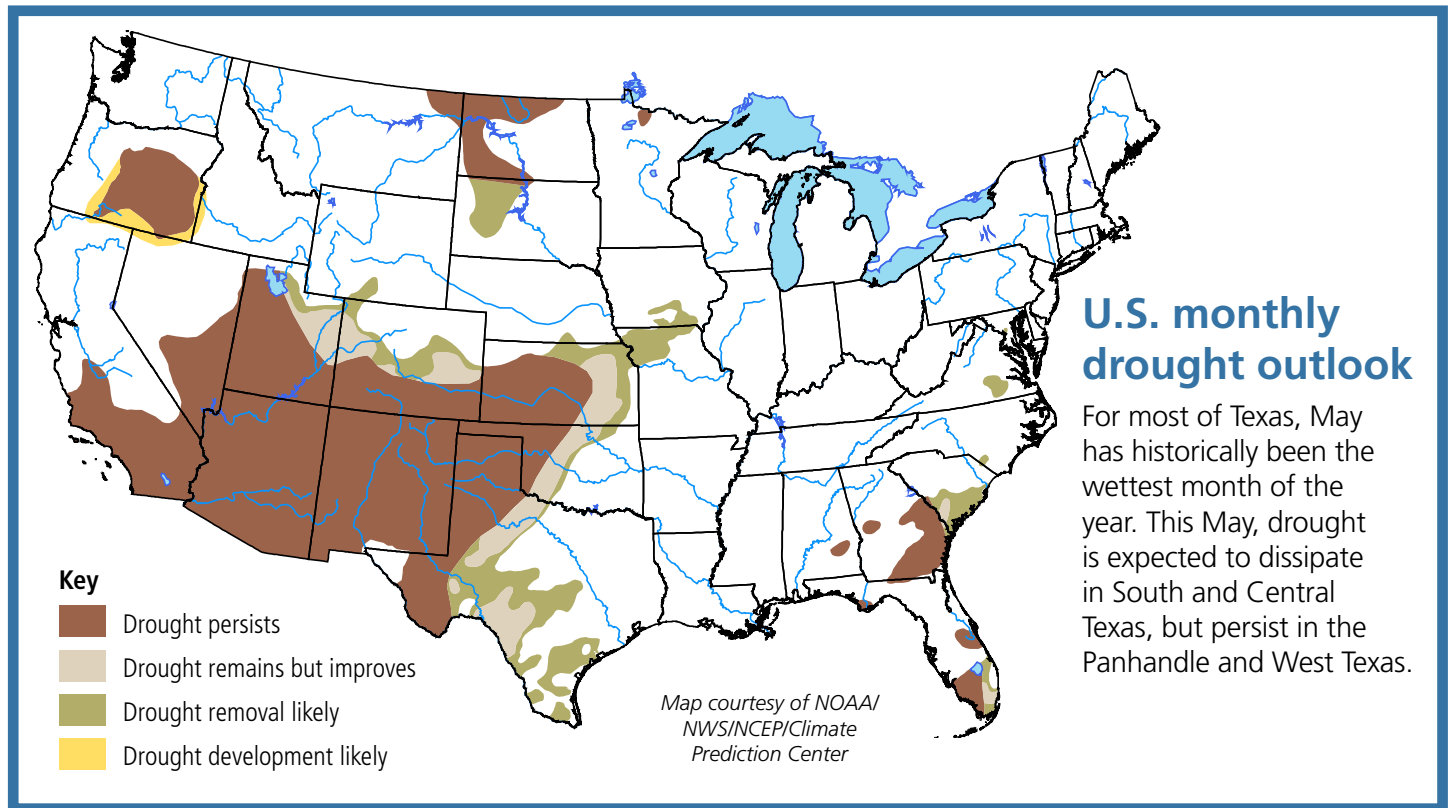 U.S. monthly
drought outlook
For most of Texas, May
has historically been the
wettest month of the
year. This May, drought
is expected to dissipate
in South and Central
Texas, but persist in the
Panhandle and West Texas.
Key
Drought persists
Drought remains but improves
Drought removal likely
Drought development likely
Map courtesy of NOAA/
NWS/NCEP/Climate
Prediction Center